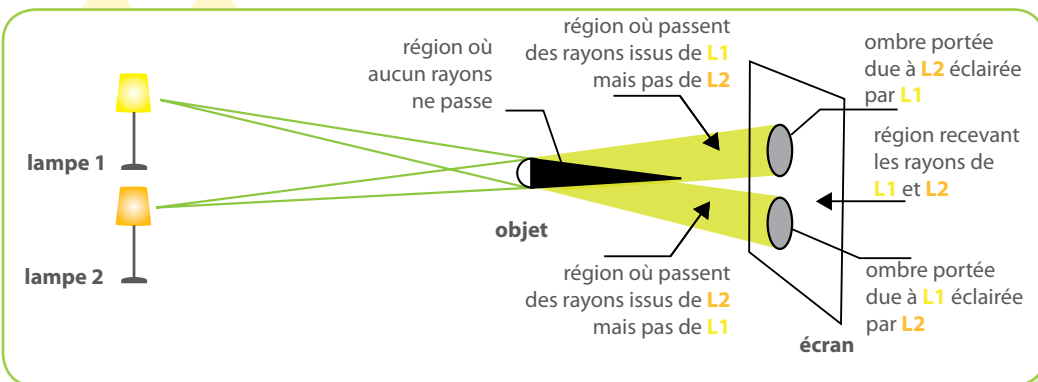 région où
aucun rayons
ne passe
région où passent
des rayons issus de L1
mais pas de L2
ombre portée
due à L2 éclairée
par L1
lampe 1
région recevant
les rayons de
L1 et L2
objet
lampe 2
région où passent
des rayons issus de L2
mais pas de L1
ombre portée
due à L1 éclairée
par L2
écran